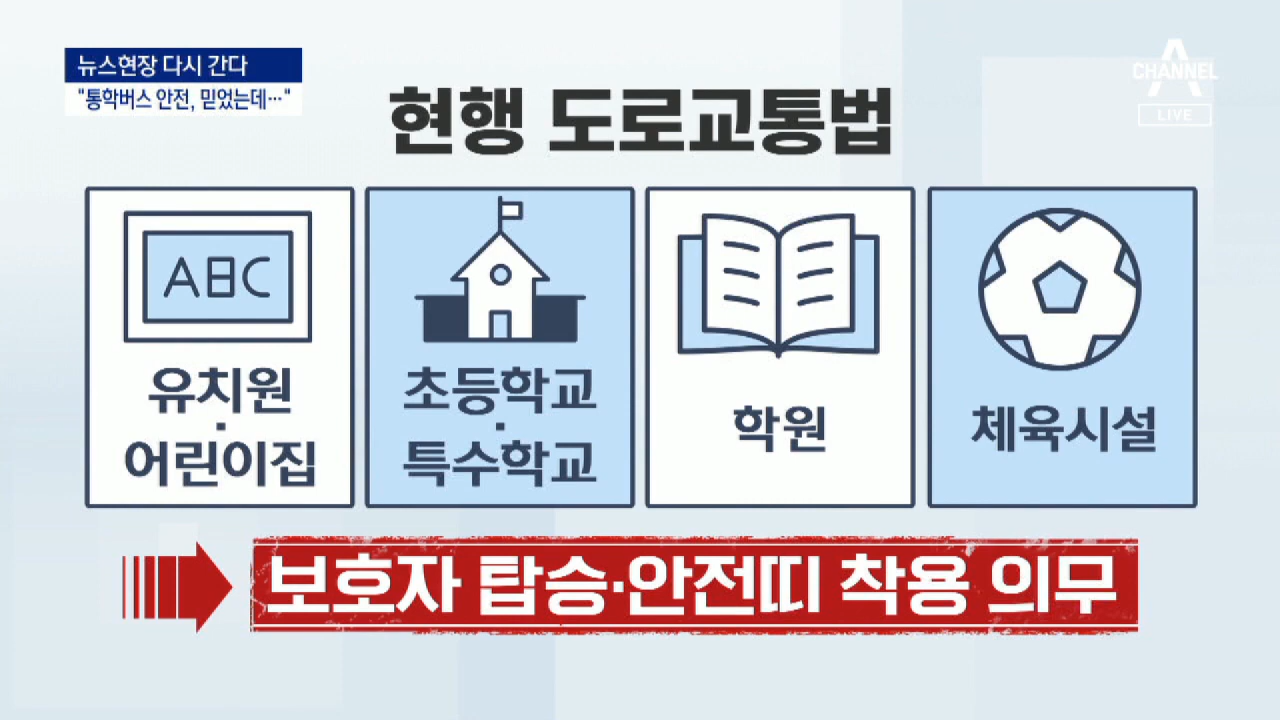 뉴스현장 다시 간다
"통학버스 안전, 믿었는데…"
CHANNEL A
LIVE
현행 도로교통법
ABC
유치원
·
어린이집
초등학교
·
특수학교
학원
체육시설
보호자 탑승·안전띠 착용 의무